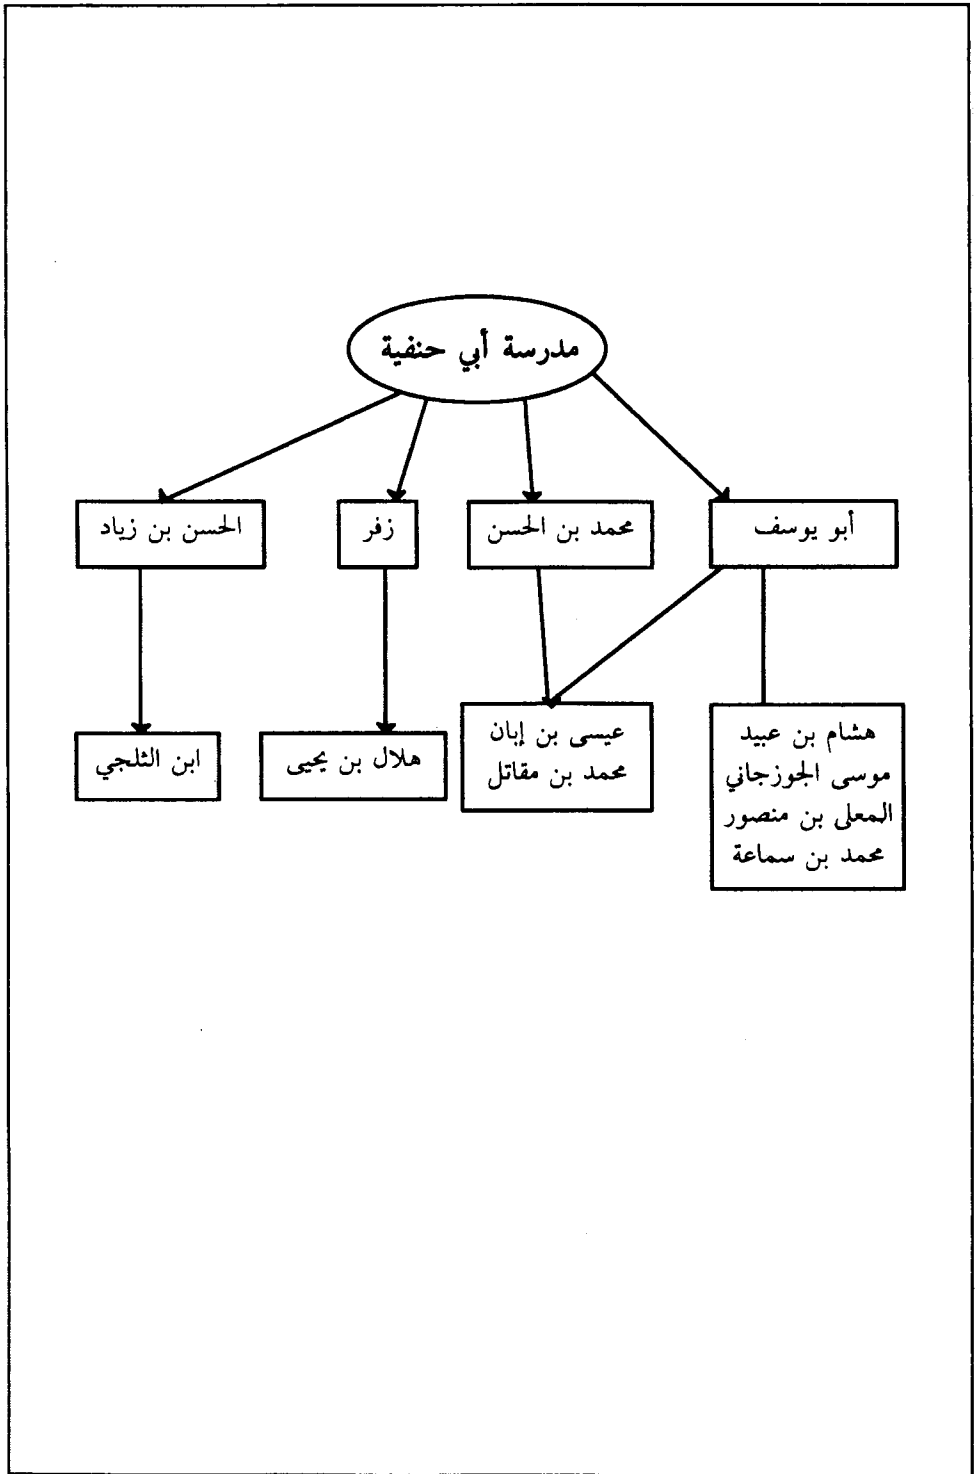 مدرسة أبي حنفية
أبو يوسف
محمد بن الحسن
زفر
الحسن بن زياد
هشام بن عبيد
موسى الجوزجاني
المعلى بن منصور
محمد بن سماعة
عيسى بن إبان
محمد بن مقاتل
هلال بن يحيى
ابن الثلجي